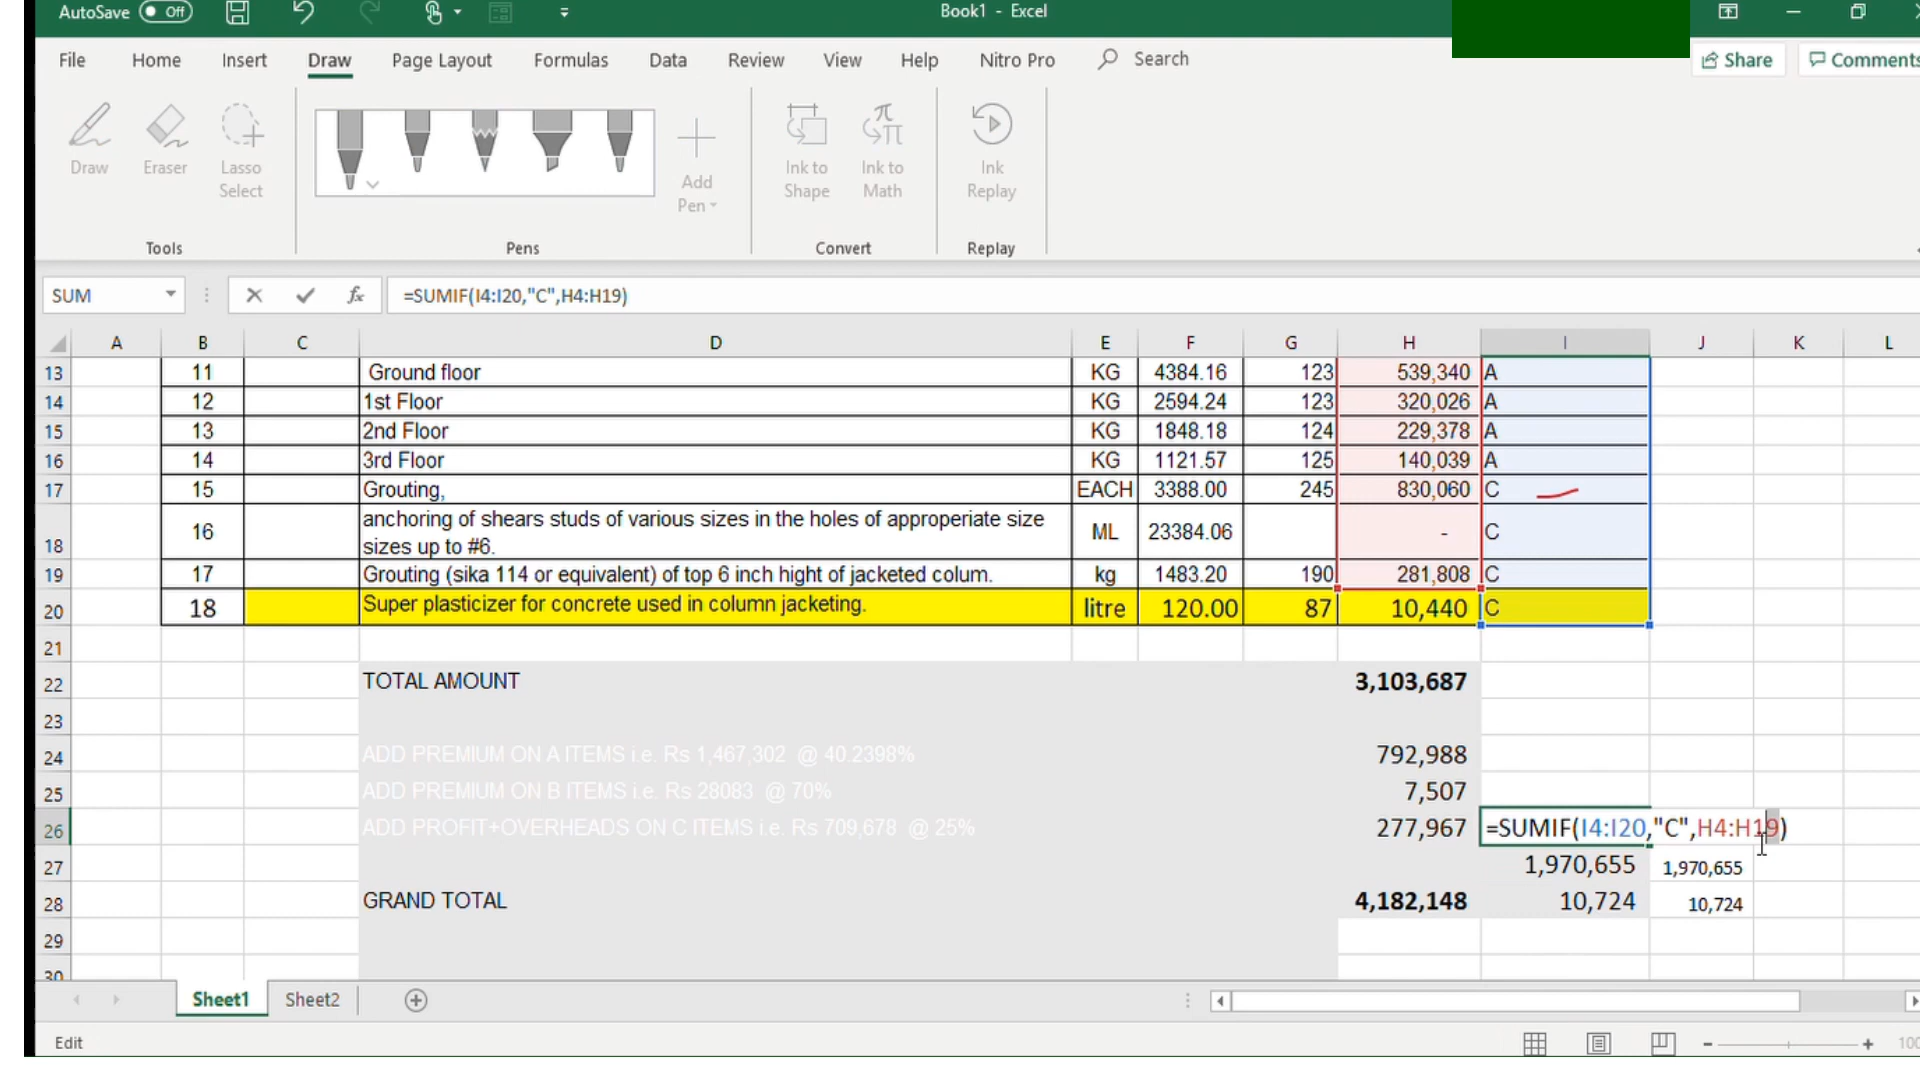 AutoSave Off Book1 - Excel
File Home Insert Draw Page Layout Formulas Data Review View Help Nitro Pro Search Share Comments
Draw Eraser Lasso Select Add Pen Ink to Shape Ink to Math Ink Replay
Tools Pens Convert Replay
SUM fx =SUMIF(I4:I20,"C",H4:H19)
A B C D E F G H I J K L
13 11 Ground floor KG 4384.16 123 539,340 A
14 12 1st Floor KG 2594.24 123 320,026 A
15 13 2nd Floor KG 1848.18 124 229,378 A
16 14 3rd Floor KG 1121.57 125 140,039 A
17 15 Grouting, EACH 3388.00 245 830,060 C
18 16 anchoring of shears studs of various sizes in the holes of approperiate size ML 23384.06 - C
sizes up to #6.
19 17 Grouting (sika 114 or equivalent) of top 6 inch hight of jacketed colum. kg 1483.20 190 281,808 C
20 18 Super plasticizer for concrete used in column jacketing. litre 120.00 87 10,440 C
21
22 TOTAL AMOUNT 3,103,687
23
24 ADD PREMIUM ON A ITEMS i.e. Rs 1,467,302 @ 40.2398% 792,988
25 ADD PREMIUM ON B ITEMS i.e. Rs 28083 @ 70% 7,507
26 ADD PROFIT+OVERHEADS ON C ITEMS i.e. Rs 709,678 @ 25% 277,967 =SUMIF(I4:I20,"C",H4:H19)
27 1,970,655 1,970,655
28 GRAND TOTAL 4,182,148 10,724 10,724
29
30
Sheet1 Sheet2
Edit 100